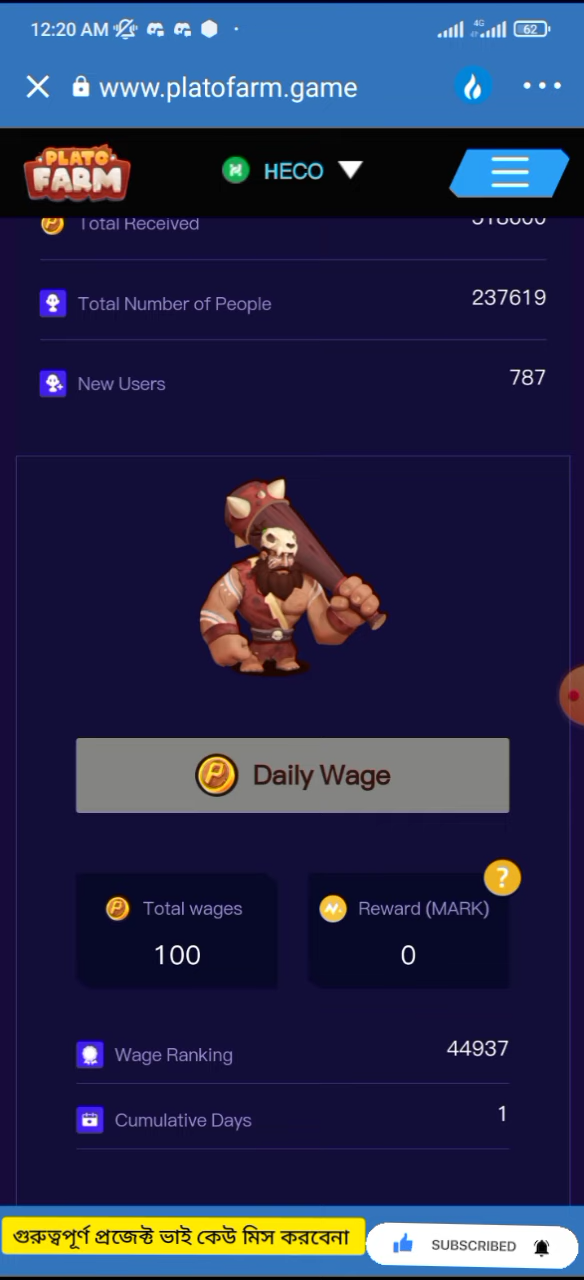 12:20 AM
4G
62
www.platofarm.game
PLATO
FARM
HECO
Total Received
318600
Total Number of People
237619
New Users
787
Daily Wage
?
Total wages
Reward (MARK)
100
0
Wage Ranking
44937
Cumulative Days
1
গুরুত্বপূর্ণ প্রজেক্ট ভাই কেউ মিস করবেনা
SUBSCRIBED